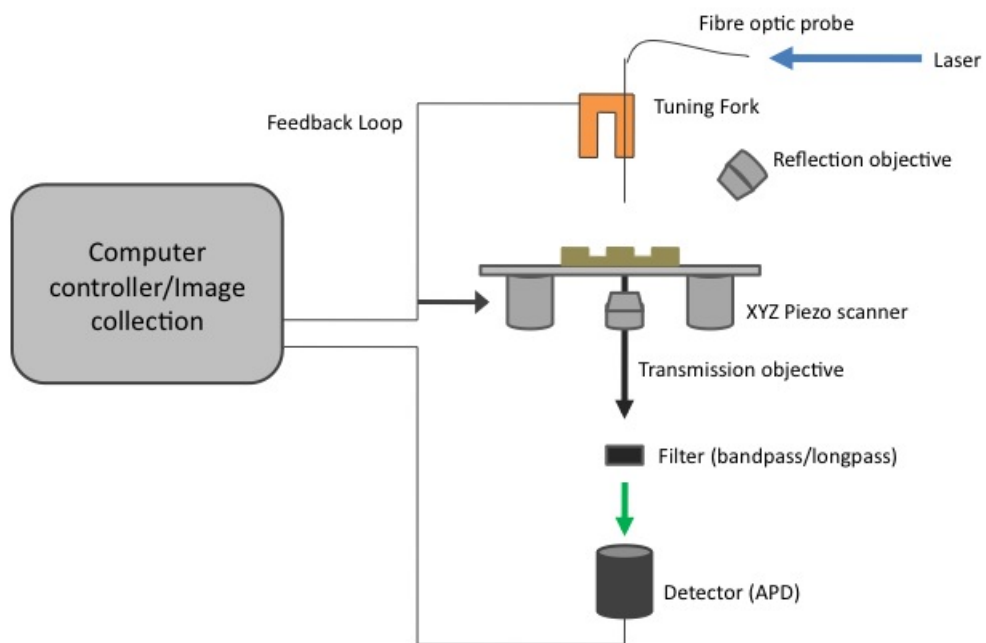 Fibre optic probe
Laser
Tuning Fork
Feedback Loop
Reflection objective
Computer
controller/Image
collection
XYZ Piezo scanner
Transmission objective
Filter (bandpass/longpass)
Detector (APD)